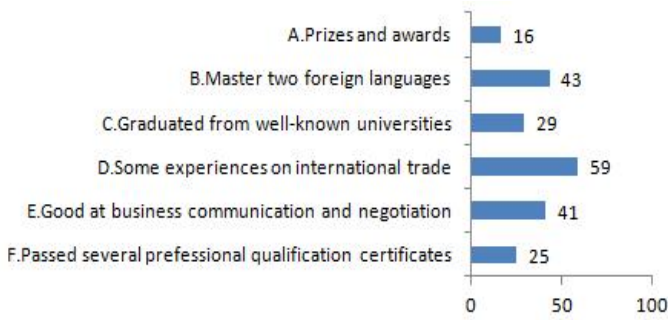 A.Prizes and awards 16
B.Master two foreign languages 43
C.Graduated from well-known universities 29
D.Some experiences on international trade 59
E.Good at business communication and negotiation 41
F.Passed several prefessional qualification certificates 25
0 50 100